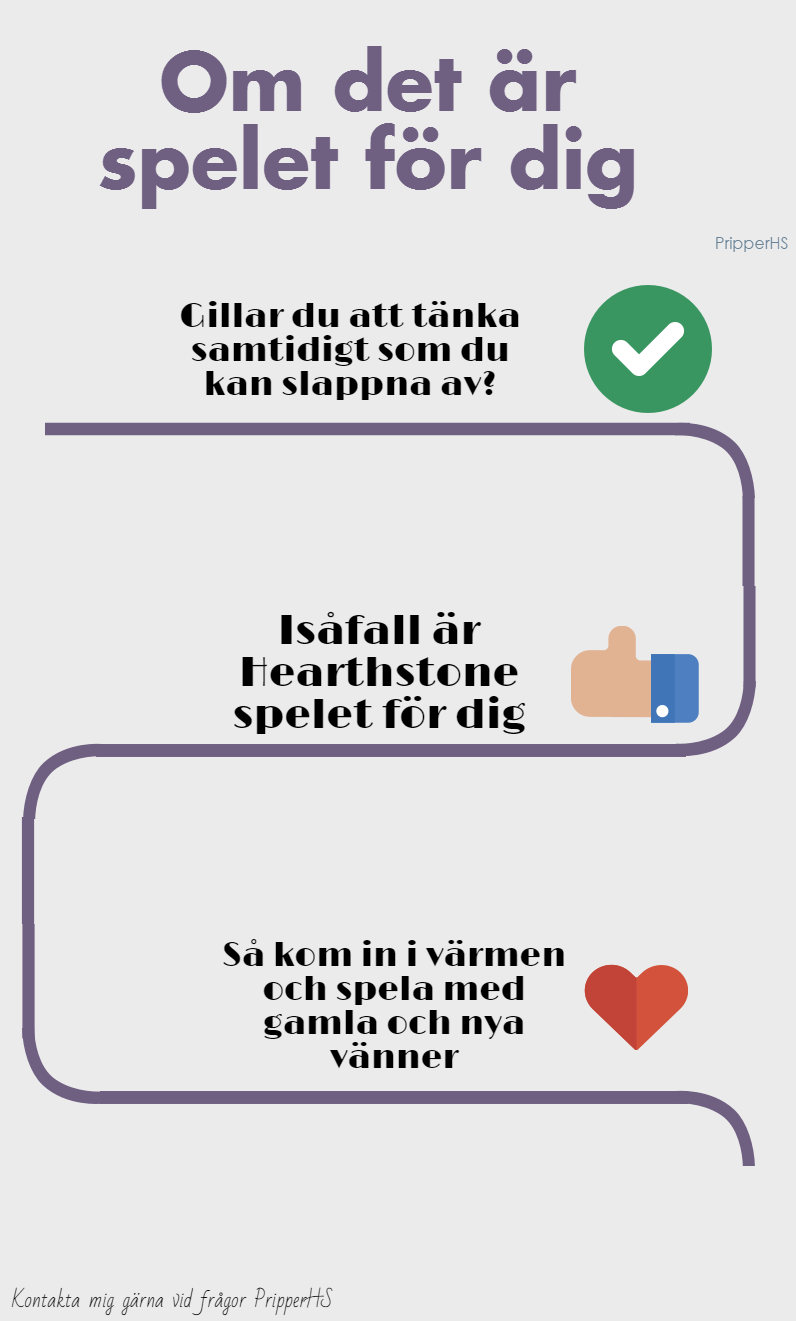 Om det är
spelet för dig
PripperHS
Gillar du att tänka
samtidigt som du
kan slappna av?
Isåfall är
Hearthstone
spelet för dig
Så kom in i värmen
och spela med
gamla och nya
vänner
Kontakta mig gärna vid frågor PripperHS